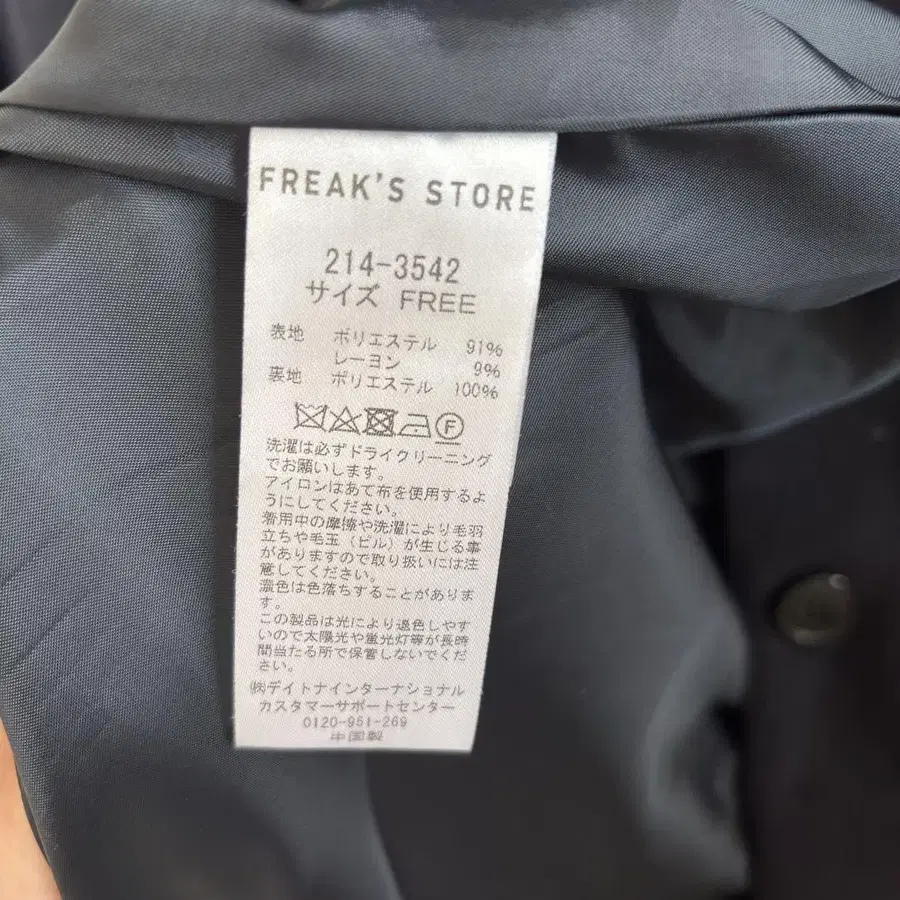 FREAK'S STORE
214-3542
サイズ FREE
表地 ポリエステル 91%
レーヨン 9%
裏地 ポリエステル 100%
F
洗濯は必ずドライクリーニング
でお願いします。
アイロンはあて布を使用するよ
うにしてください。
着用中の摩擦や洗濯により毛羽
立ちや毛玉（ピル）が生じる事
がありますので取り扱いには注
意してください。
濃色は色落ちすることがありま
す。
この製品は光により退色しやす
いので太陽光や蛍光灯等が長時
間当たる所で保管しないでくだ
さい。
㈱デイトナインターナショナル
カスタマーサポートセンター
0120-951-269
中国製